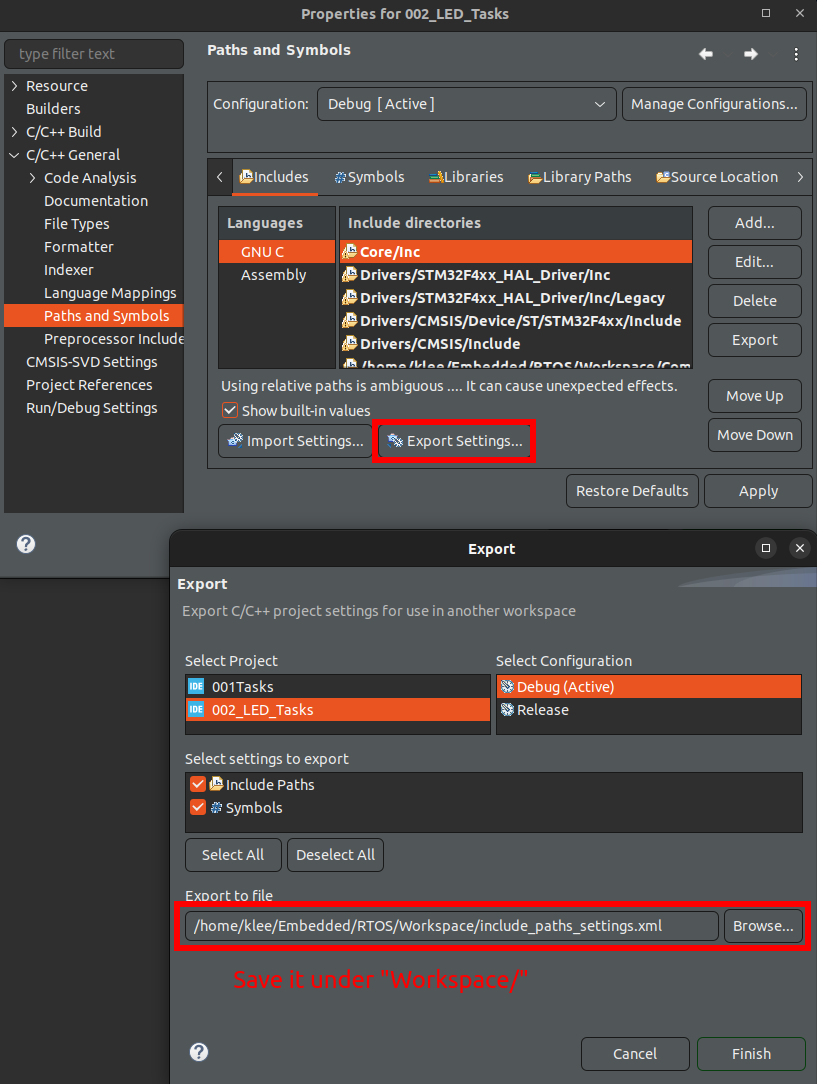 Properties for 002_LED_Tasks
type filter text
Resource
Builders
C/C++ Build
C/C++ General
Code Analysis
Documentation
File Types
Formatter
Indexer
Language Mappings
Paths and Symbols
Preprocessor Include
CMSIS-SVD Settings
Project References
Run/Debug Settings
Paths and Symbols
Configuration: Debug [ Active ] Manage Configurations...
Includes Symbols Libraries Library Paths Source Location
Languages
GNU C
Assembly
Include directories
Core/Inc
Drivers/STM32F4xx_HAL_Driver/Inc
Drivers/STM32F4xx_HAL_Driver/Inc/Legacy
Drivers/CMSIS/Device/ST/STM32F4xx/Include
Drivers/CMSIS/Include
/home/klee/Embedded/RTOS/Workspace/Com
Add...
Edit...
Delete
Export
Move Up
Move Down
Using relative paths is ambiguous .... It can cause unexpected effects.
Show built-in values
Import Settings... Export Settings...
Restore Defaults Apply
Export
Export
Export C/C++ project settings for use in another workspace
Select Project
IDE 001Tasks
IDE 002_LED_Tasks
Select Configuration
Debug (Active)
Release
Select settings to export
Include Paths
Symbols
Select All Deselect All
Export to file
/home/klee/Embedded/RTOS/Workspace/include_paths_settings.xml Browse...
Save it under "Workspace/"
Cancel Finish